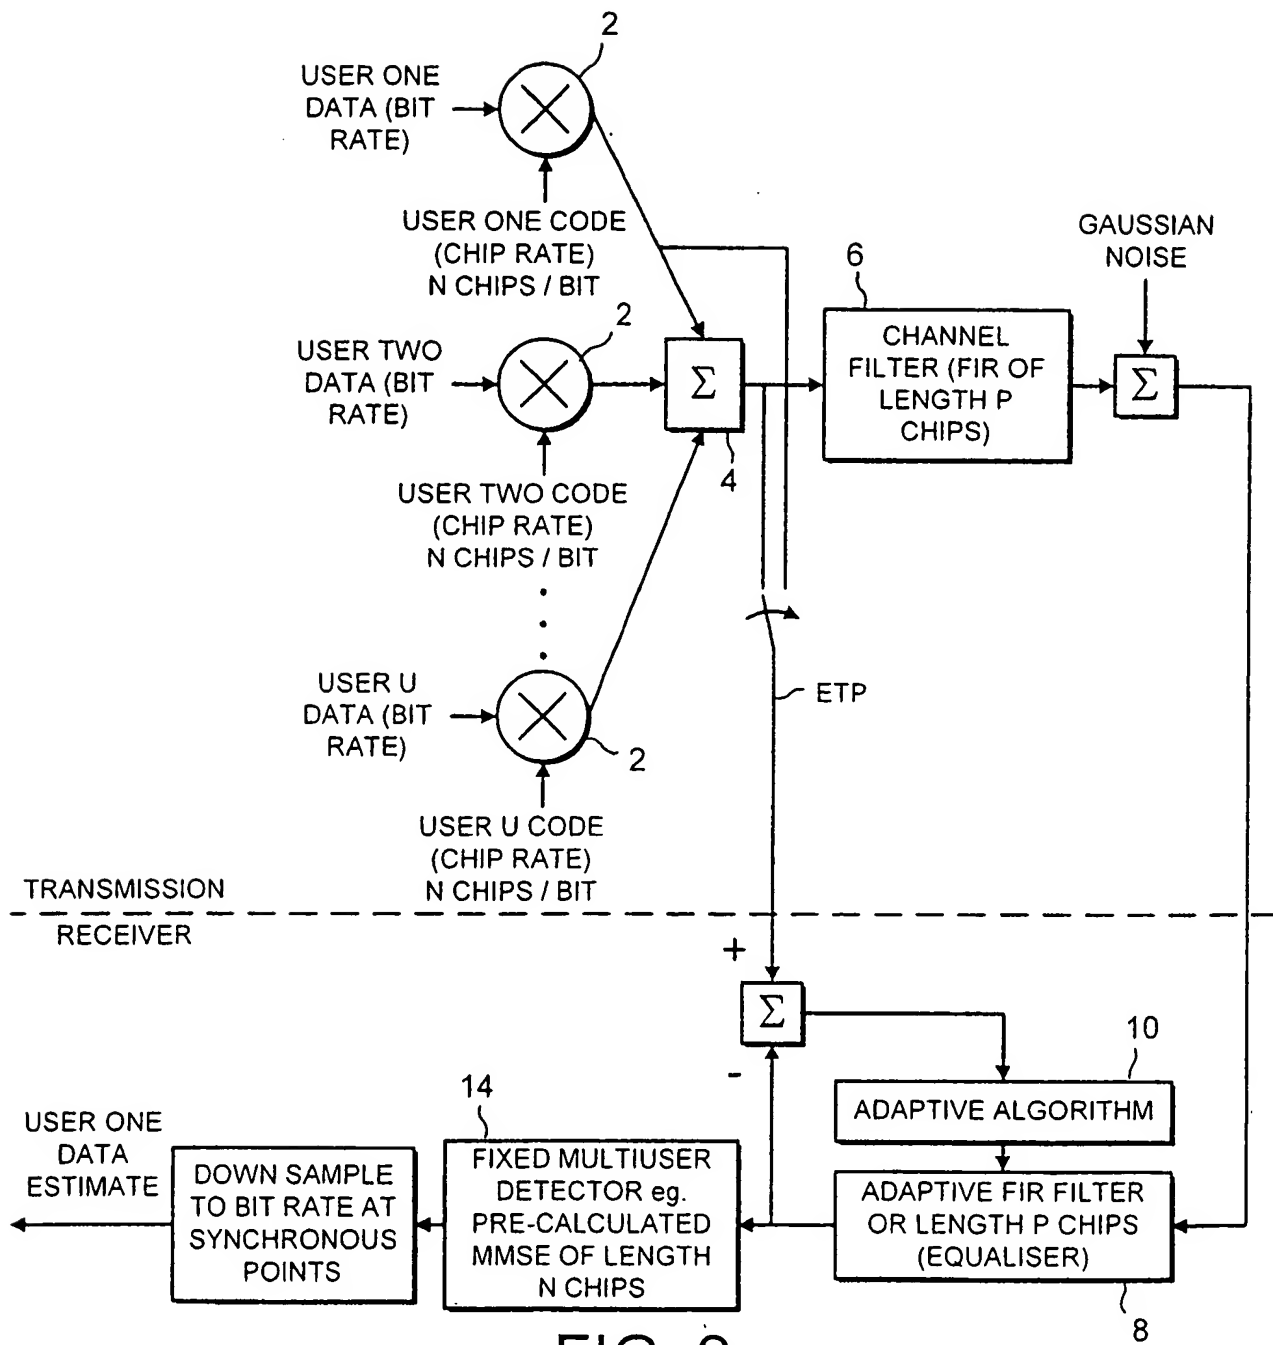 2
USER ONE
DATA (BIT
RATE)
USER ONE CODE
(CHIP RATE)
N CHIPS / BIT
GAUSSIAN
NOISE
6
2
USER TWO
DATA (BIT
RATE)
Σ
CHANNEL
FILTER (FIR OF
LENGTH P
CHIPS)
Σ
4
USER TWO CODE
(CHIP RATE)
N CHIPS / BIT
USER U
DATA (BIT
RATE)
ETP
2
USER U CODE
(CHIP RATE)
N CHIPS / BIT
TRANSMISSION
RECEIVER
+
Σ
-
10
ADAPTIVE ALGORITHM
14
USER ONE
DATA
ESTIMATE
DOWN SAMPLE
TO BIT RATE AT
SYNCHRONOUS
POINTS
FIXED MULTIUSER
DETECTOR eg.
PRE-CALCULATED
MMSE OF LENGTH
N CHIPS
ADAPTIVE FIR FILTER
OR LENGTH P CHIPS
(EQUALISER)
8